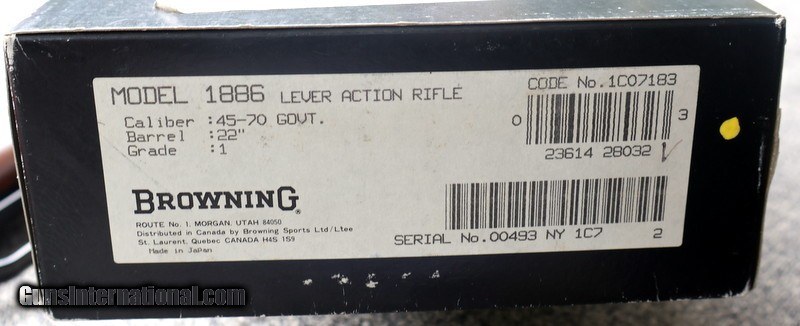 MODEL 1886 LEVER ACTION RIFLE
CODE No.1C07183
Caliber :45-70 GOVT.
Barrel :22"
Grade :1
0 3
23614 28032
BROWNING®
ROUTE No. 1, MORGAN, UTAH 84050
Distributed in Canada by Browning Sports Ltd/Ltee
St. Laurent, Quebec CANADA H4S 1S9
Made in Japan
SERIAL No.00493 NY 1C7 2
GunsInternational.com